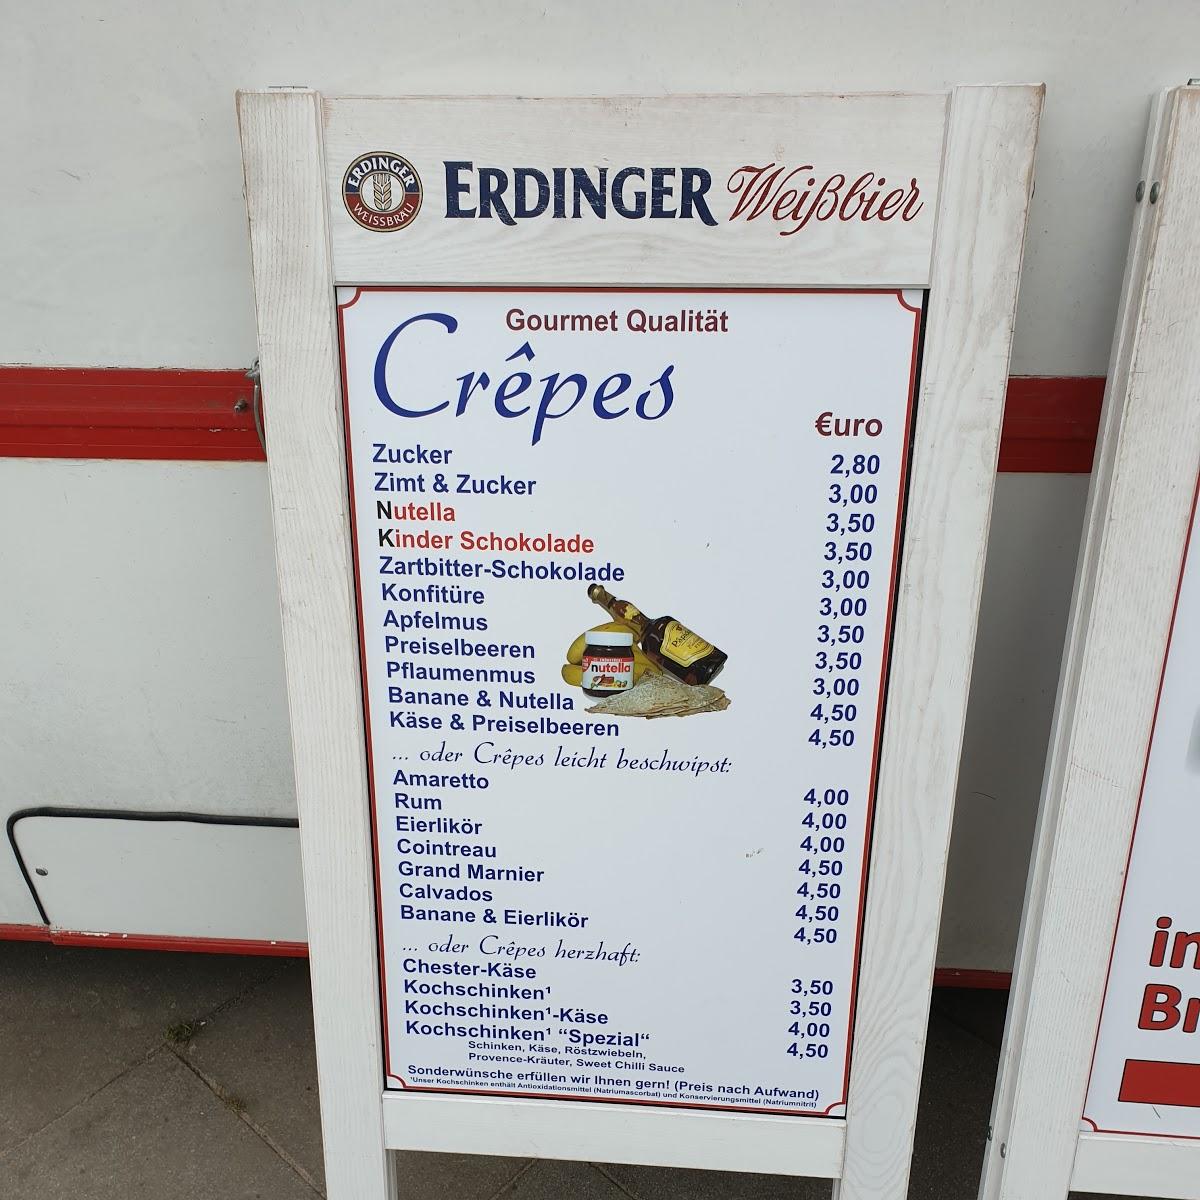 ERDINGER
WEISSBRÄU
ERDINGER Weißbier
Gourmet Qualität
Crêpes
€uro
Zucker 2,80
Zimt & Zucker 3,00
Nutella 3,50
Kinder Schokolade 3,50
Zartbitter-Schokolade 3,00
Konfitüre 3,00
Apfelmus 3,50
Preiselbeeren 3,50
Pflaumenmus 3,00
Banane & Nutella 4,50
Käse & Preiselbeeren 4,50
nutella
... oder Crêpes leicht beschwipst:
Amaretto 4,00
Rum 4,00
Eierlikör 4,00
Cointreau 4,50
Grand Marnier 4,50
Calvados 4,50
Banane & Eierlikör 4,50
... oder Crêpes herzhaft:
Chester-Käse 3,50
Kochschinken¹ 3,50
Kochschinken¹-Käse 4,00
Kochschinken¹ “Spezial“ 4,50
Schinken, Käse, Röstzwiebeln,
Provence-Kräuter, Sweet Chilli Sauce
Sonderwünsche erfüllen wir Ihnen gern! (Preis nach Aufwand)
¹Unser Kochschinken enthält Antioxidationsmittel (Natriumascorbat) und Konservierungsmittel (Natriumnitrit)